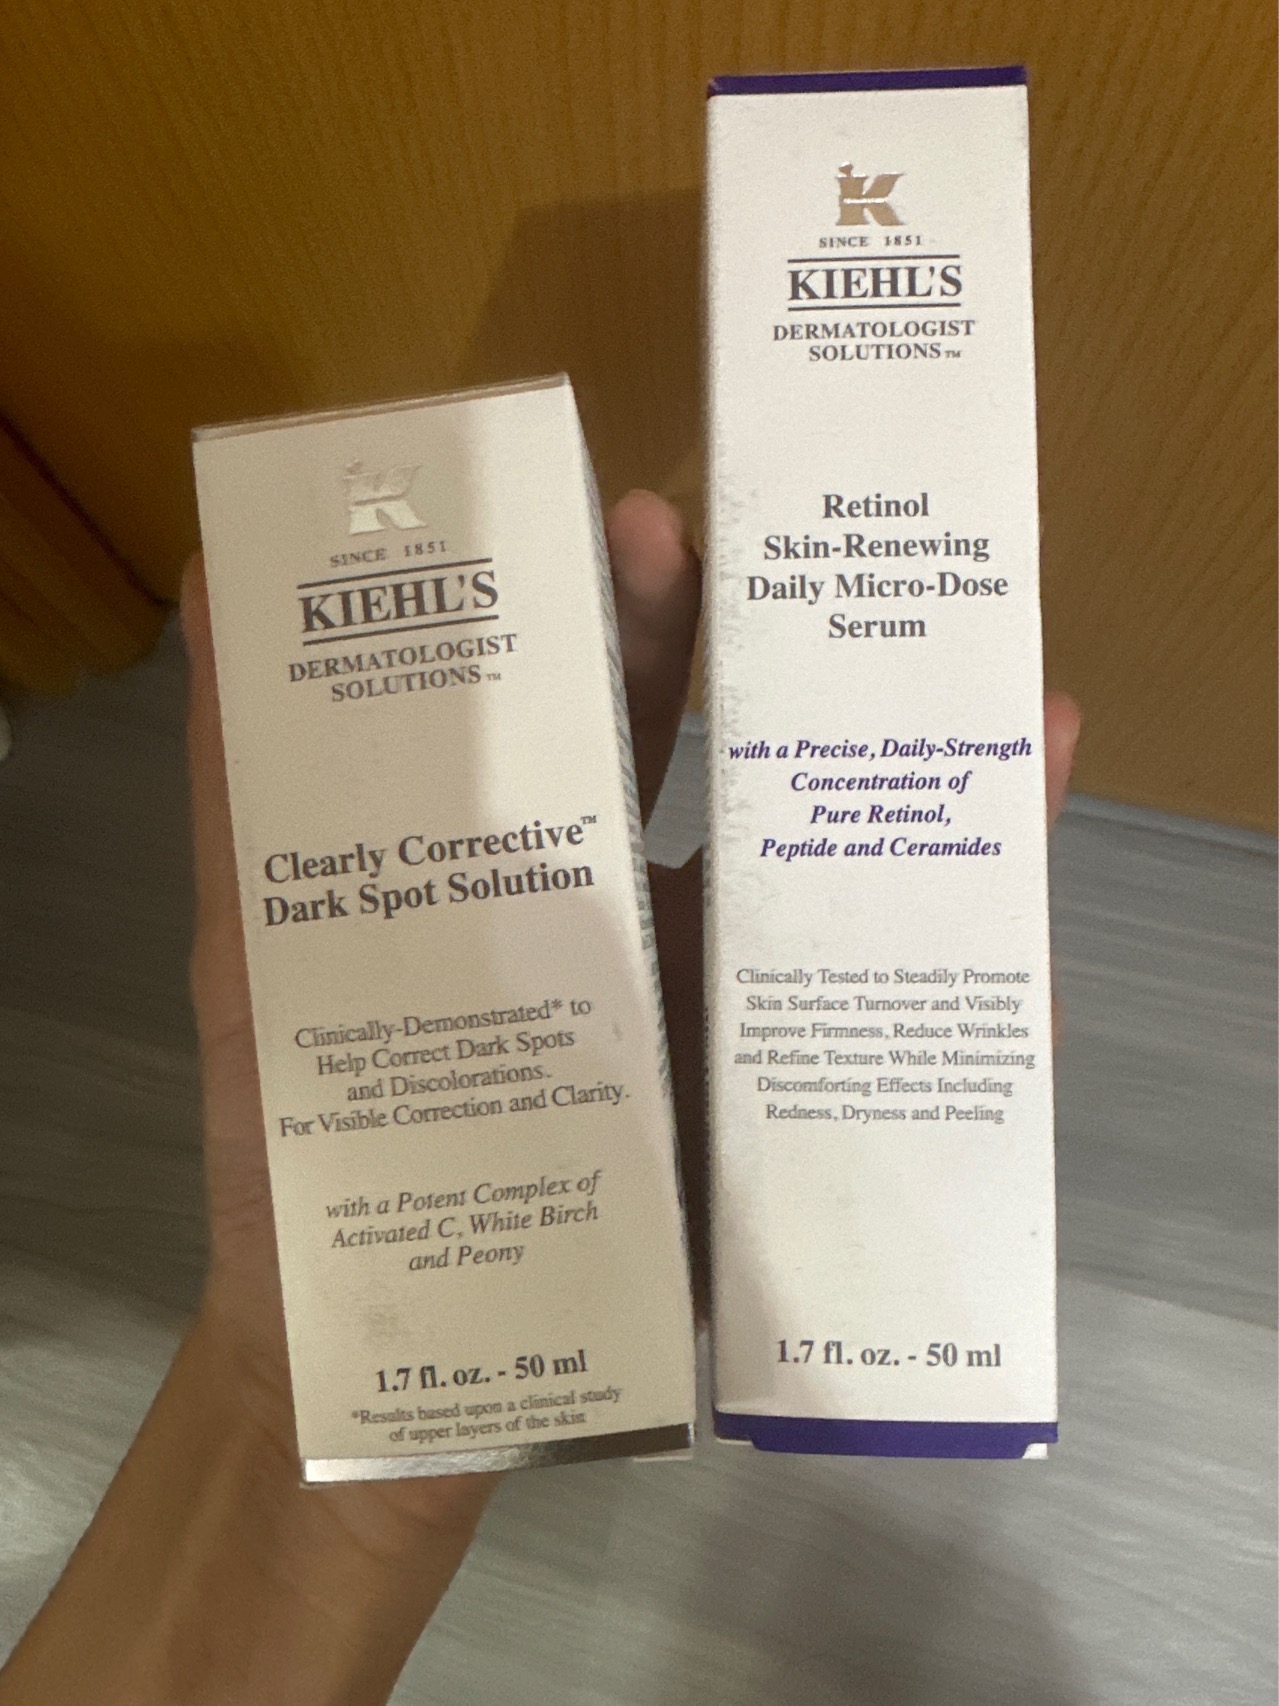 K
SINCE 1851
KIEHL'S
DERMATOLOGIST
SOLUTIONS™
Clearly Corrective™
Dark Spot Solution
Clinically-Demonstrated* to
Help Correct Dark Spots
and Discolorations.
For Visible Correction and Clarity.
with a Potent Complex of
Activated C, White Birch
and Peony
1.7 fl. oz. - 50 ml
*Results based upon a clinical study
of upper layers of the skin
K
SINCE 1851
KIEHL'S
DERMATOLOGIST
SOLUTIONS™
Retinol
Skin-Renewing
Daily Micro-Dose
Serum
with a Precise, Daily-Strength
Concentration of
Pure Retinol,
Peptide and Ceramides
Clinically Tested to Steadily Promote
Skin Surface Turnover and Visibly
Improve Firmness, Reduce Wrinkles
and Refine Texture While Minimizing
Discomforting Effects Including
Redness, Dryness and Peeling
1.7 fl. oz. - 50 ml